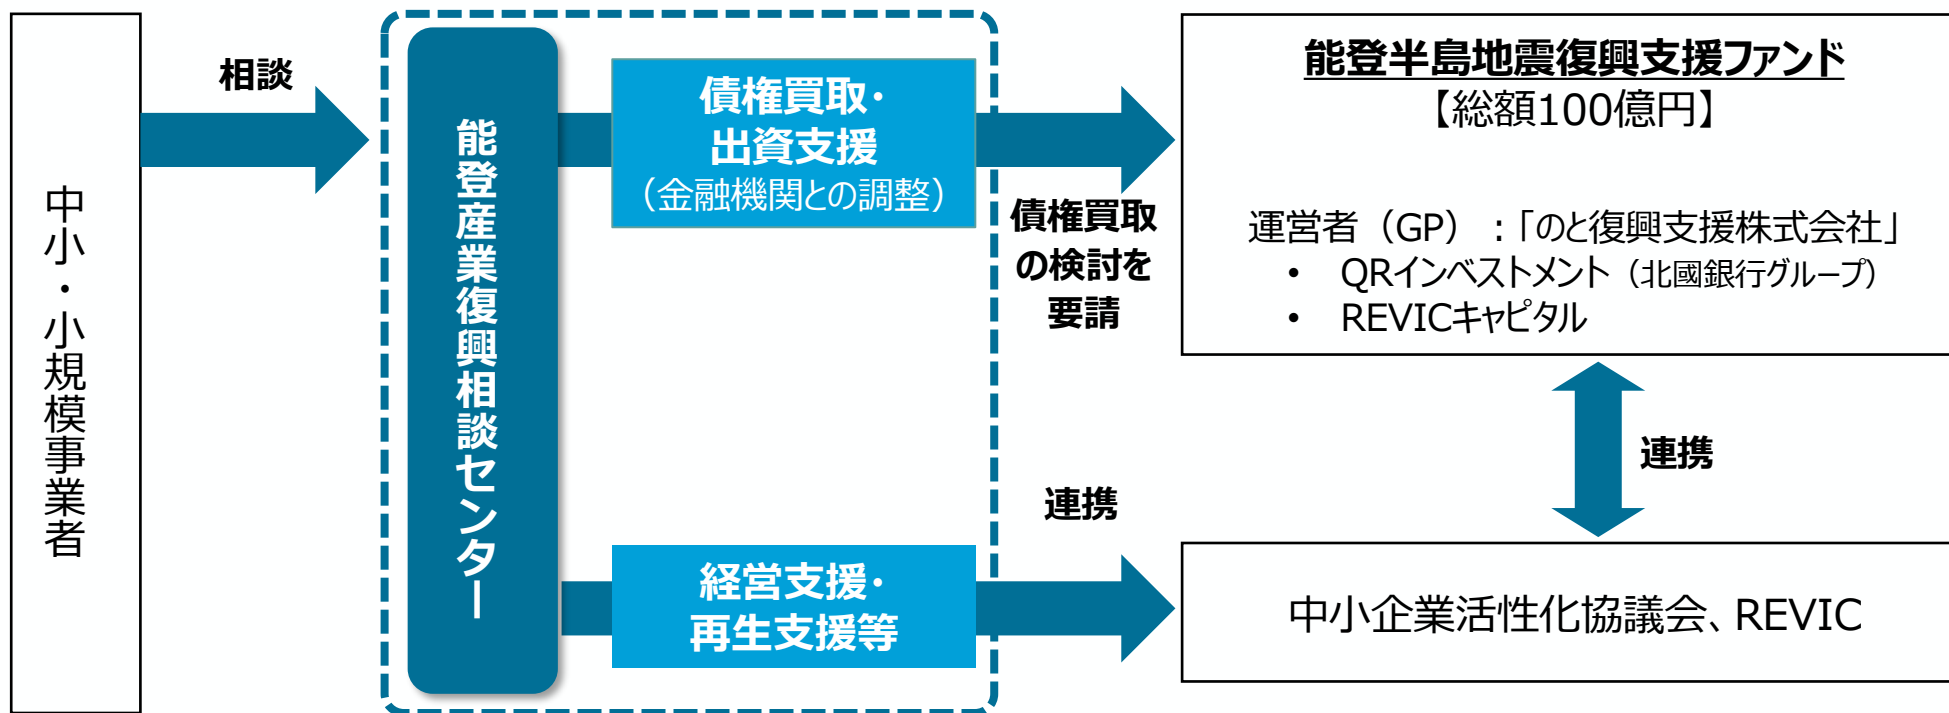 中小・小規模事業者
相談
能登産業復興相談センター
債権買取・
出資支援
（金融機関との調整）
債権買取
の検討を
要請
能登半島地震復興支援ファンド
【総額100億円】
運営者（GP）：「のと復興支援株式会社」
• QRインベストメント（北國銀行グループ）
• REVICキャピタル
連携
経営支援・
再生支援等
連携
中小企業活性化協議会、REVIC